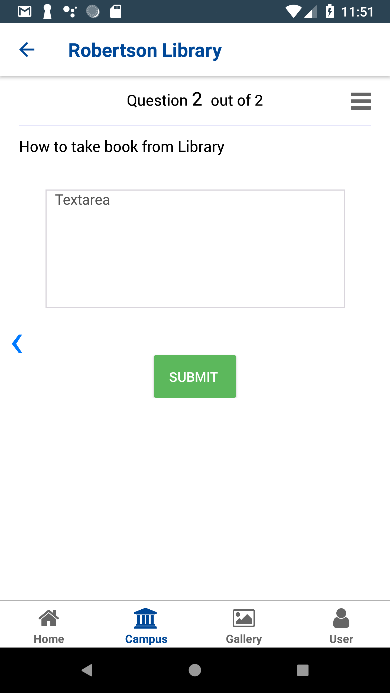 11:51
Robertson Library
Question 2 out of 2
How to take book from Library
Textarea
SUBMIT
Home Campus Gallery User